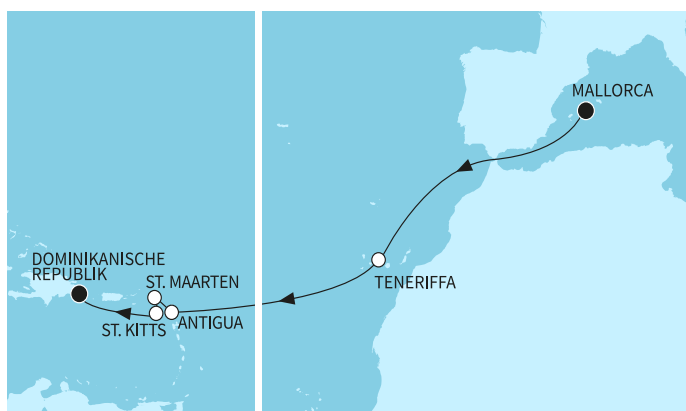 MALLORCA
TENERIFFA
DOMINIKANISCHE
REPUBLIK
ST. MAARTEN
ANTIGUA
ST. KITTS